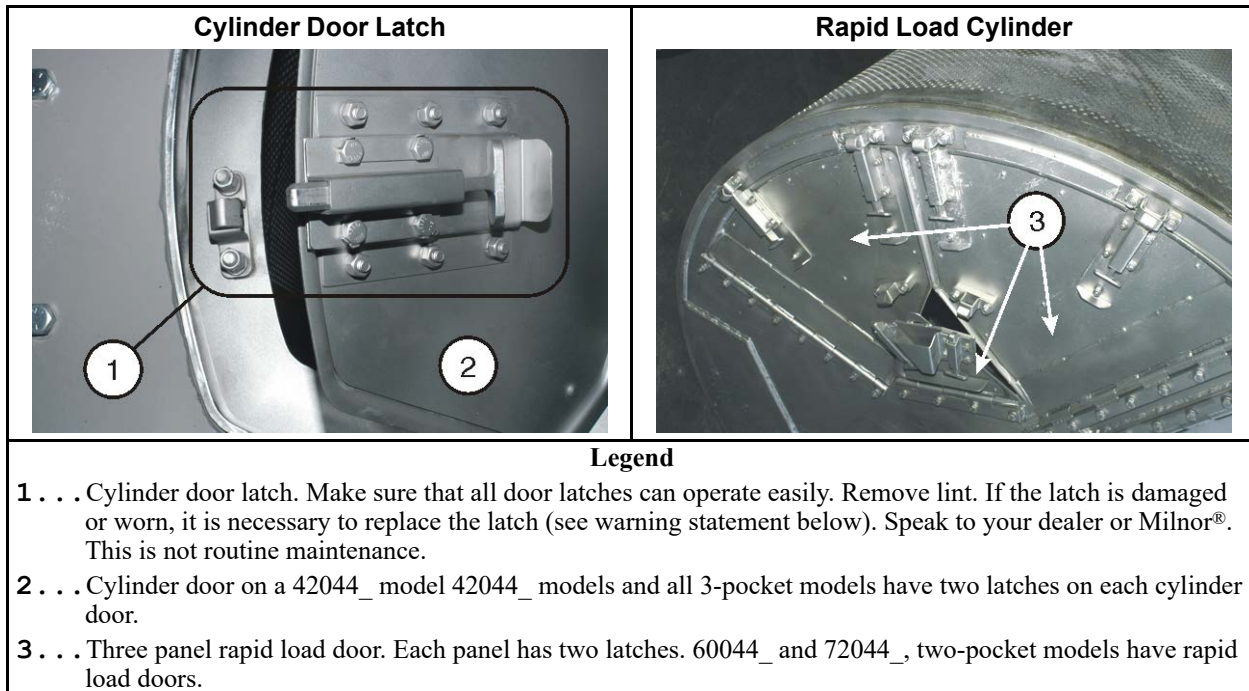 Cylinder Door Latch
Rapid Load Cylinder
1
2
3
Legend
1 . . . Cylinder door latch. Make sure that all door latches can operate easily. Remove lint. If the latch is damaged
or worn, it is necessary to replace the latch (see warning statement below). Speak to your dealer or Milnor®.
This is not routine maintenance.
2 . . . Cylinder door on a 42044_ model 42044_ models and all 3-pocket models have two latches on each cylinder
door.
3 . . . Three panel rapid load door. Each panel has two latches. 60044_ and 72044_, two-pocket models have rapid
load doors.